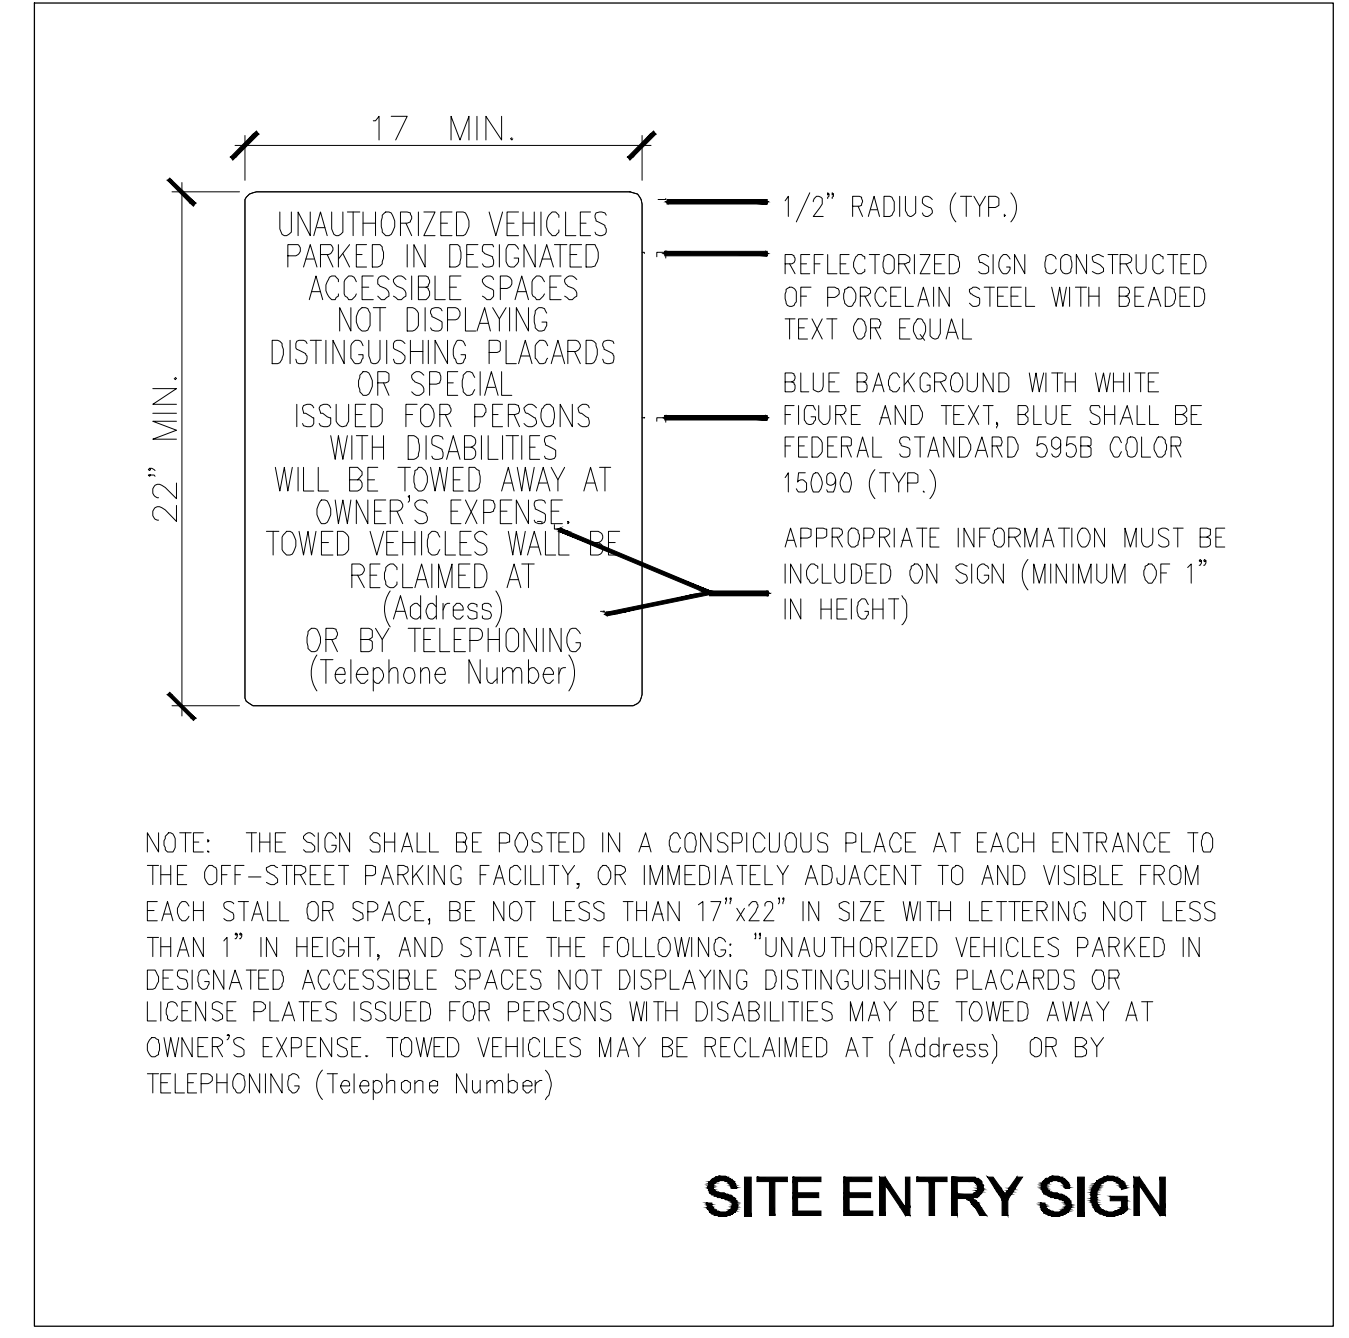 17 MIN.
22" MIN.
UNAUTHORIZED VEHICLES
PARKED IN DESIGNATED
ACCESSIBLE SPACES
NOT DISPLAYING
DISTINGUISHING PLACARDS
OR SPECIAL
ISSUED FOR PERSONS
WITH DISABILITIES
WILL BE TOWED AWAY AT
OWNER'S EXPENSE.
TOWED VEHICLES WALL BE
RECLAIMED AT
(Address)
OR BY TELEPHONING
(Telephone Number)
1/2" RADIUS (TYP.)
REFLECTORIZED SIGN CONSTRUCTED
OF PORCELAIN STEEL WITH BEADED
TEXT OR EQUAL
BLUE BACKGROUND WITH WHITE
FIGURE AND TEXT, BLUE SHALL BE
FEDERAL STANDARD 595B COLOR
15090 (TYP.)
APPROPRIATE INFORMATION MUST BE
INCLUDED ON SIGN (MINIMUM OF 1"
IN HEIGHT)
NOTE: THE SIGN SHALL BE POSTED IN A CONSPICUOUS PLACE AT EACH ENTRANCE TO
THE OFF-STREET PARKING FACILITY, OR IMMEDIATELY ADJACENT TO AND VISIBLE FROM
EACH STALL OR SPACE, BE NOT LESS THAN 17"x22" IN SIZE WITH LETTERING NOT LESS
THAN 1" IN HEIGHT, AND STATE THE FOLLOWING: "UNAUTHORIZED VEHICLES PARKED IN
DESIGNATED ACCESSIBLE SPACES NOT DISPLAYING DISTINGUISHING PLACARDS OR
LICENSE PLATES ISSUED FOR PERSONS WITH DISABILITIES MAY BE TOWED AWAY AT
OWNER'S EXPENSE. TOWED VEHICLES MAY BE RECLAIMED AT (Address) OR BY
TELEPHONING (Telephone Number)
SITE ENTRY SIGN